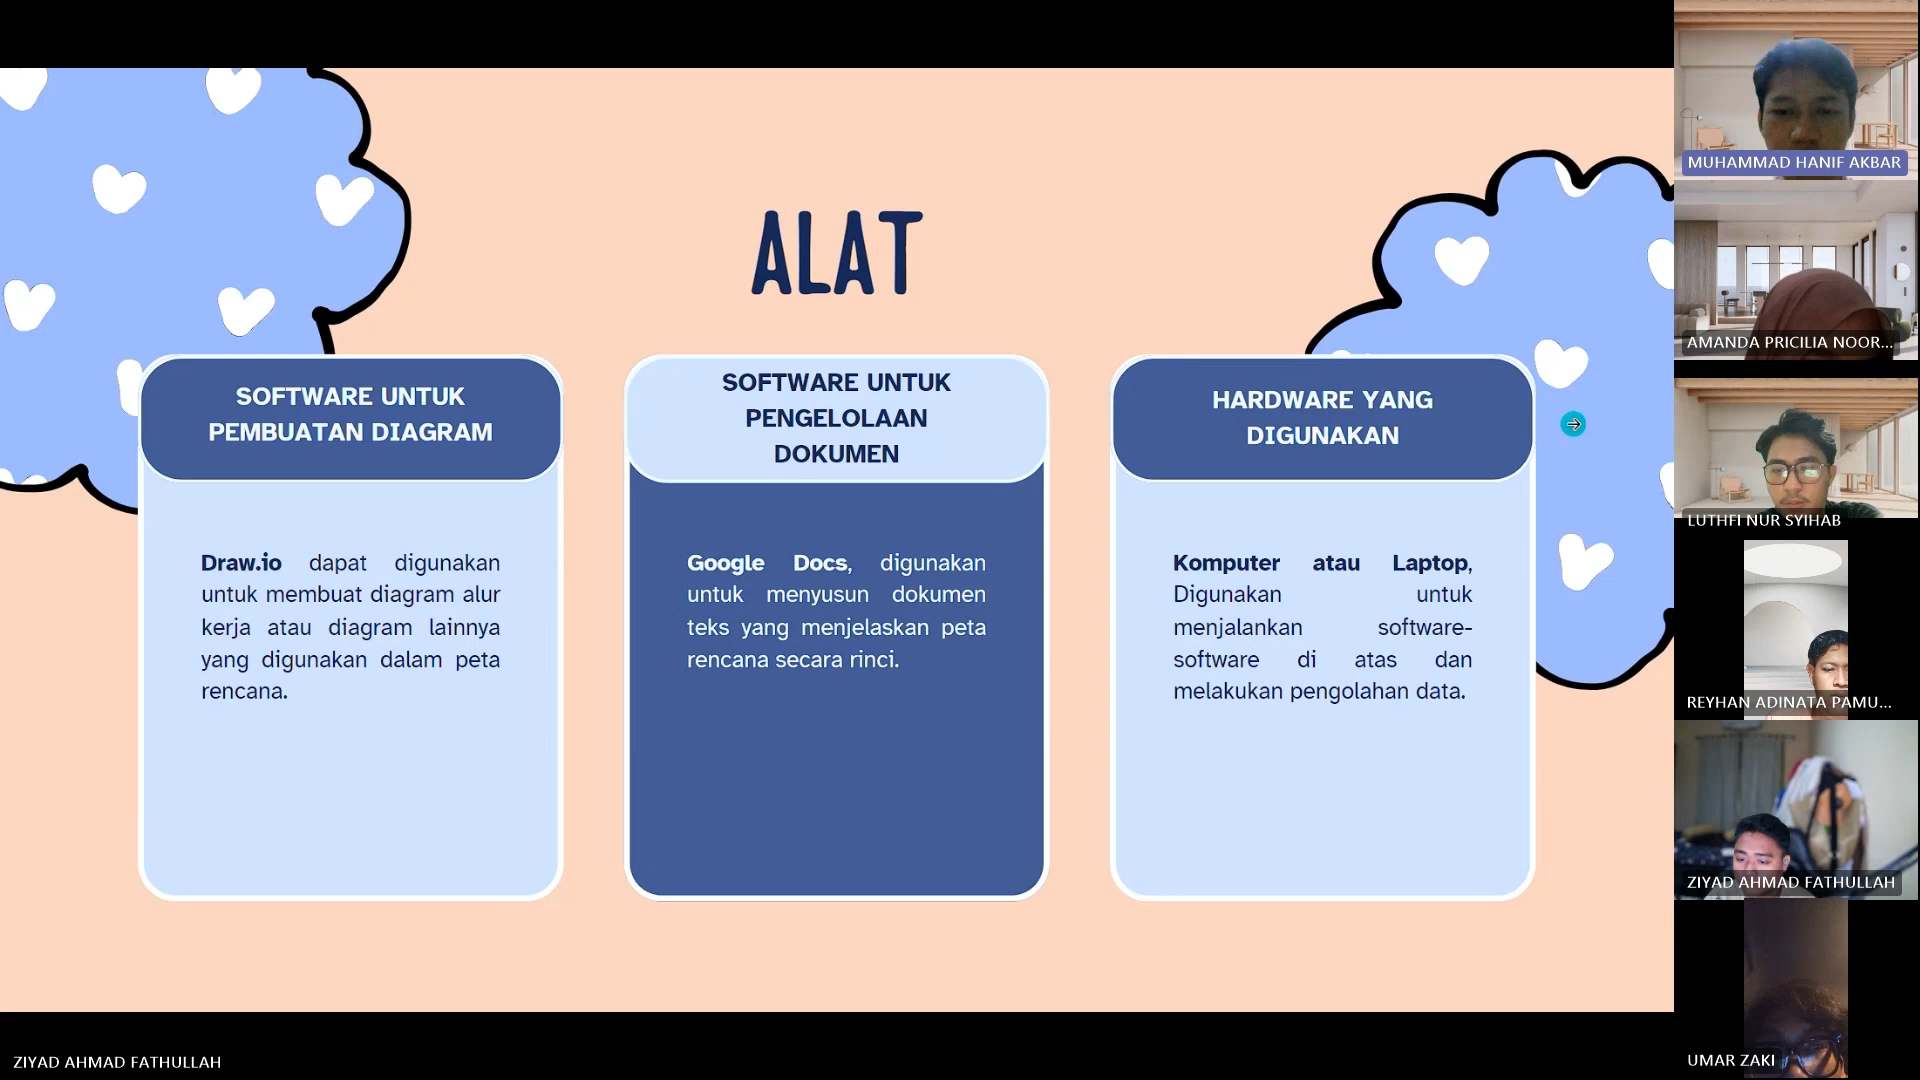 ALAT
SOFTWARE UNTUK
PEMBUATAN DIAGRAM
Draw.io dapat digunakan
untuk membuat diagram alur
kerja atau diagram lainnya
yang digunakan dalam peta
rencana.
SOFTWARE UNTUK
PENGELOLAAN
DOKUMEN
Google Docs, digunakan
untuk menyusun dokumen
teks yang menjelaskan peta
rencana secara rinci.
HARDWARE YANG
DIGUNAKAN
Komputer atau Laptop,
Digunakan untuk
menjalankan software-
software di atas dan
melakukan pengolahan data.
MUHAMMAD HANIF AKBAR
AMANDA PRICILIA NOOR...
LUTHFI NUR SYIHAB
REYHAN ADINATA PAMU...
ZIYAD AHMAD FATHULLAH
UMAR ZAKI
ZIYAD AHMAD FATHULLAH